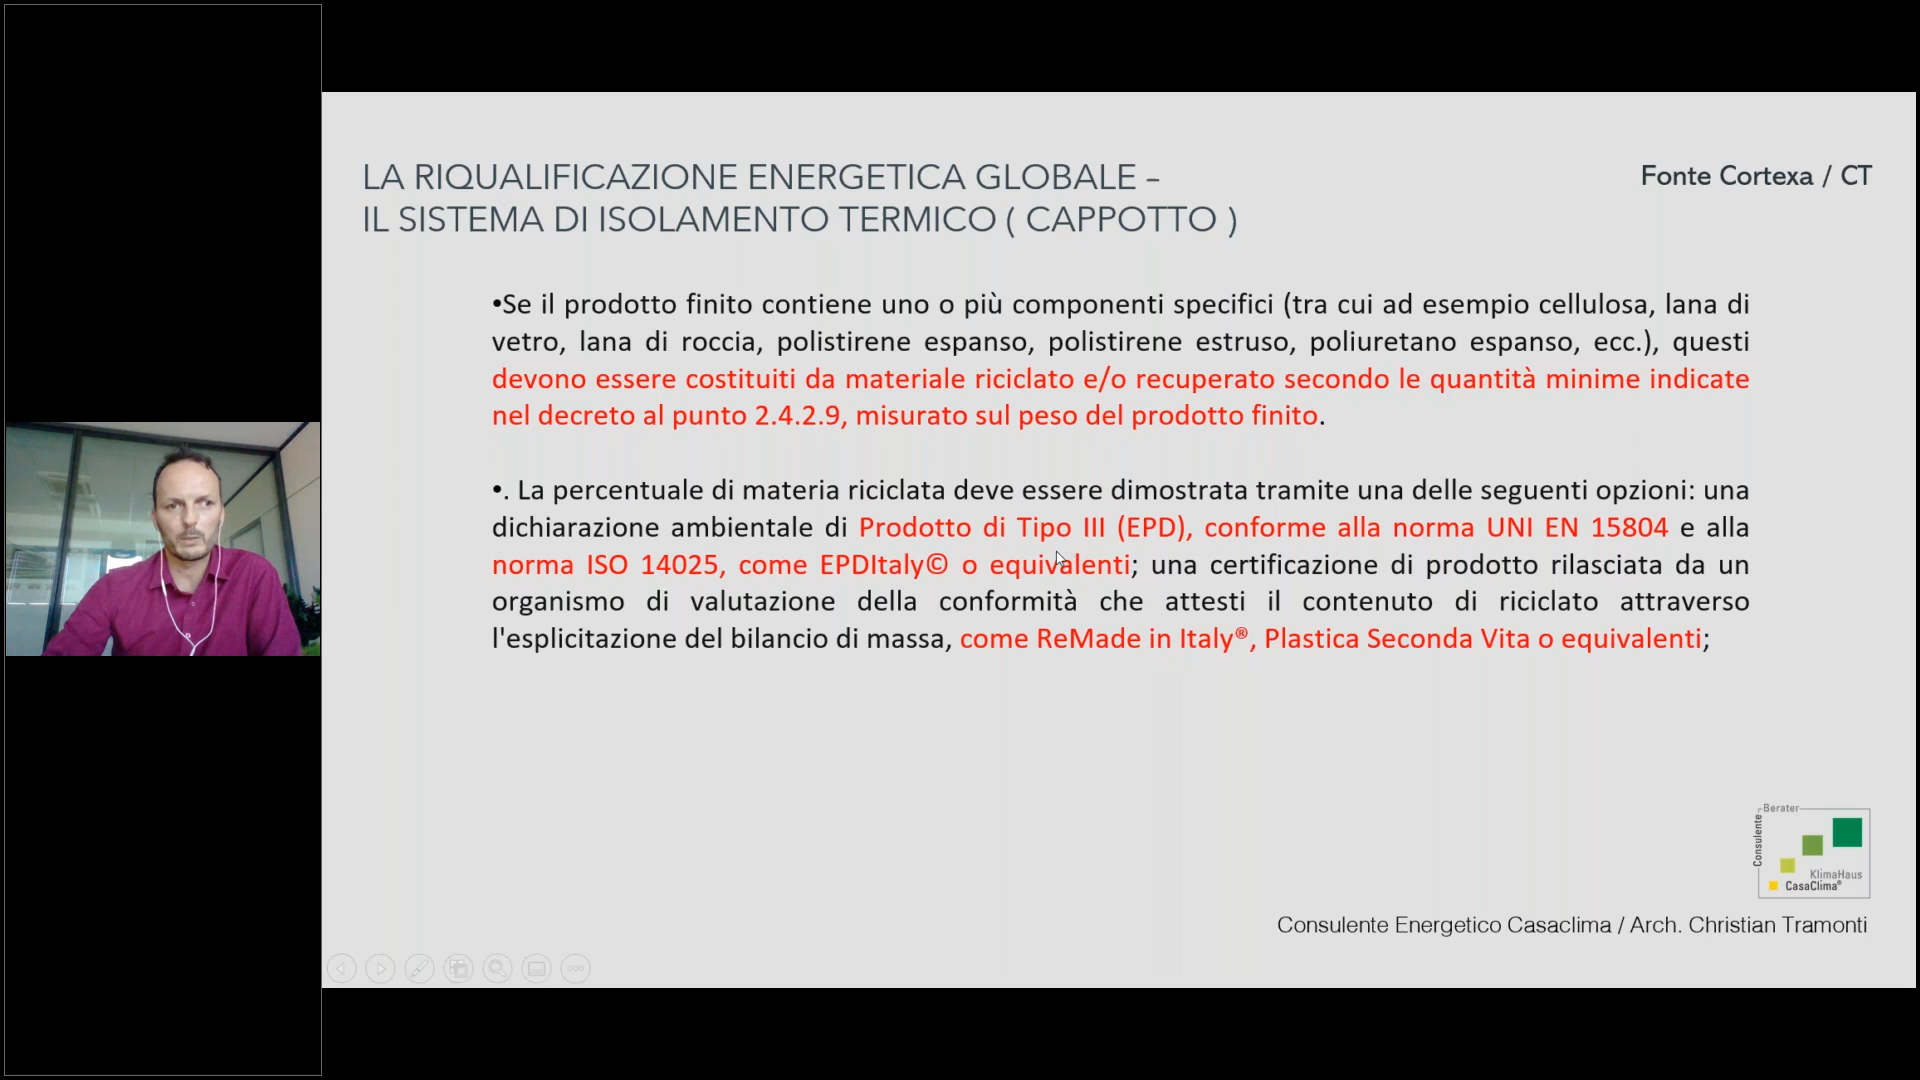 LA RIQUALIFICAZIONE ENERGETICA GLOBALE –
IL SISTEMA DI ISOLAMENTO TERMICO ( CAPPOTTO )
Fonte Cortexa / CT
•Se il prodotto finito contiene uno o più componenti specifici (tra cui ad esempio cellulosa, lana di
vetro, lana di roccia, polistirene espanso, polistirene estruso, poliuretano espanso, ecc.), questi
devono essere costituiti da materiale riciclato e/o recuperato secondo le quantità minime indicate
nel decreto al punto 2.4.2.9, misurato sul peso del prodotto finito.
•. La percentuale di materia riciclata deve essere dimostrata tramite una delle seguenti opzioni: una
dichiarazione ambientale di Prodotto di Tipo III (EPD), conforme alla norma UNI EN 15804 e alla
norma ISO 14025, come EPDItaly© o equivalenti; una certificazione di prodotto rilasciata da un
organismo di valutazione della conformità che attesti il contenuto di riciclato attraverso
l'esplicitazione del bilancio di massa, come ReMade in Italy®, Plastica Seconda Vita o equivalenti;
Berater
Consulente
KlimaHaus
CasaClima®
Consulente Energetico Casaclima / Arch. Christian Tramonti